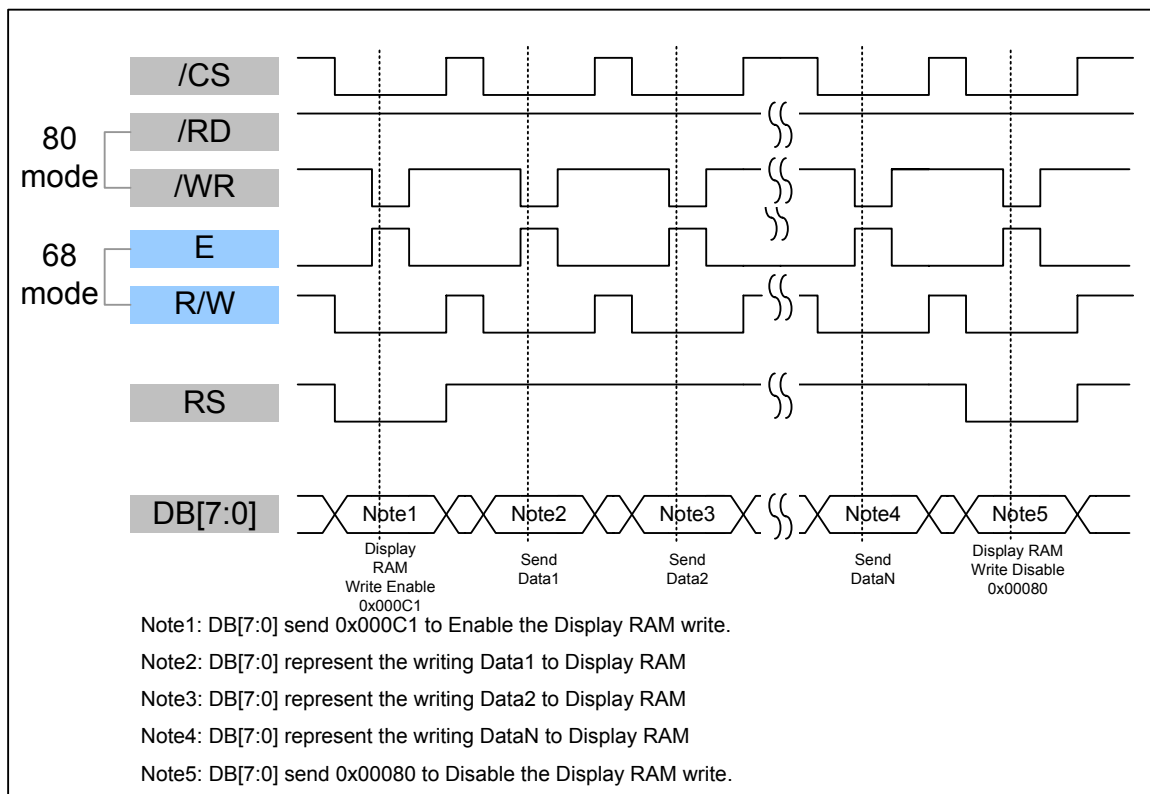 /CS
80
mode
/RD
/WR
68
mode
E
R/W
RS
DB[7:0]
Note1
Note2
Note3
Note4
Note5
Display
RAM
Write Enable
0x000C1
Send
Data1
Send
Data2
Send
DataN
Display RAM
Write Disable
0x00080
Note1: DB[7:0] send 0x000C1 to Enable the Display RAM write.
Note2: DB[7:0] represent the writing Data1 to Display RAM
Note3: DB[7:0] represent the writing Data2 to Display RAM
Note4: DB[7:0] represent the writing DataN to Display RAM
Note5: DB[7:0] send 0x00080 to Disable the Display RAM write.